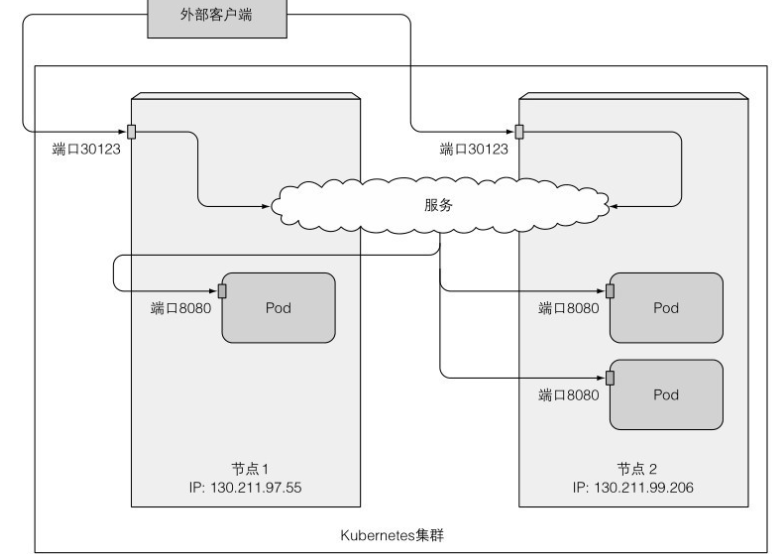 外部客户端
端口30123
端口30123
服务
端口8080
Pod
端口8080
Pod
端口8080
Pod
节点1
IP: 130.211.97.55
节点 2
IP: 130.211.99.206
Kubernetes集群